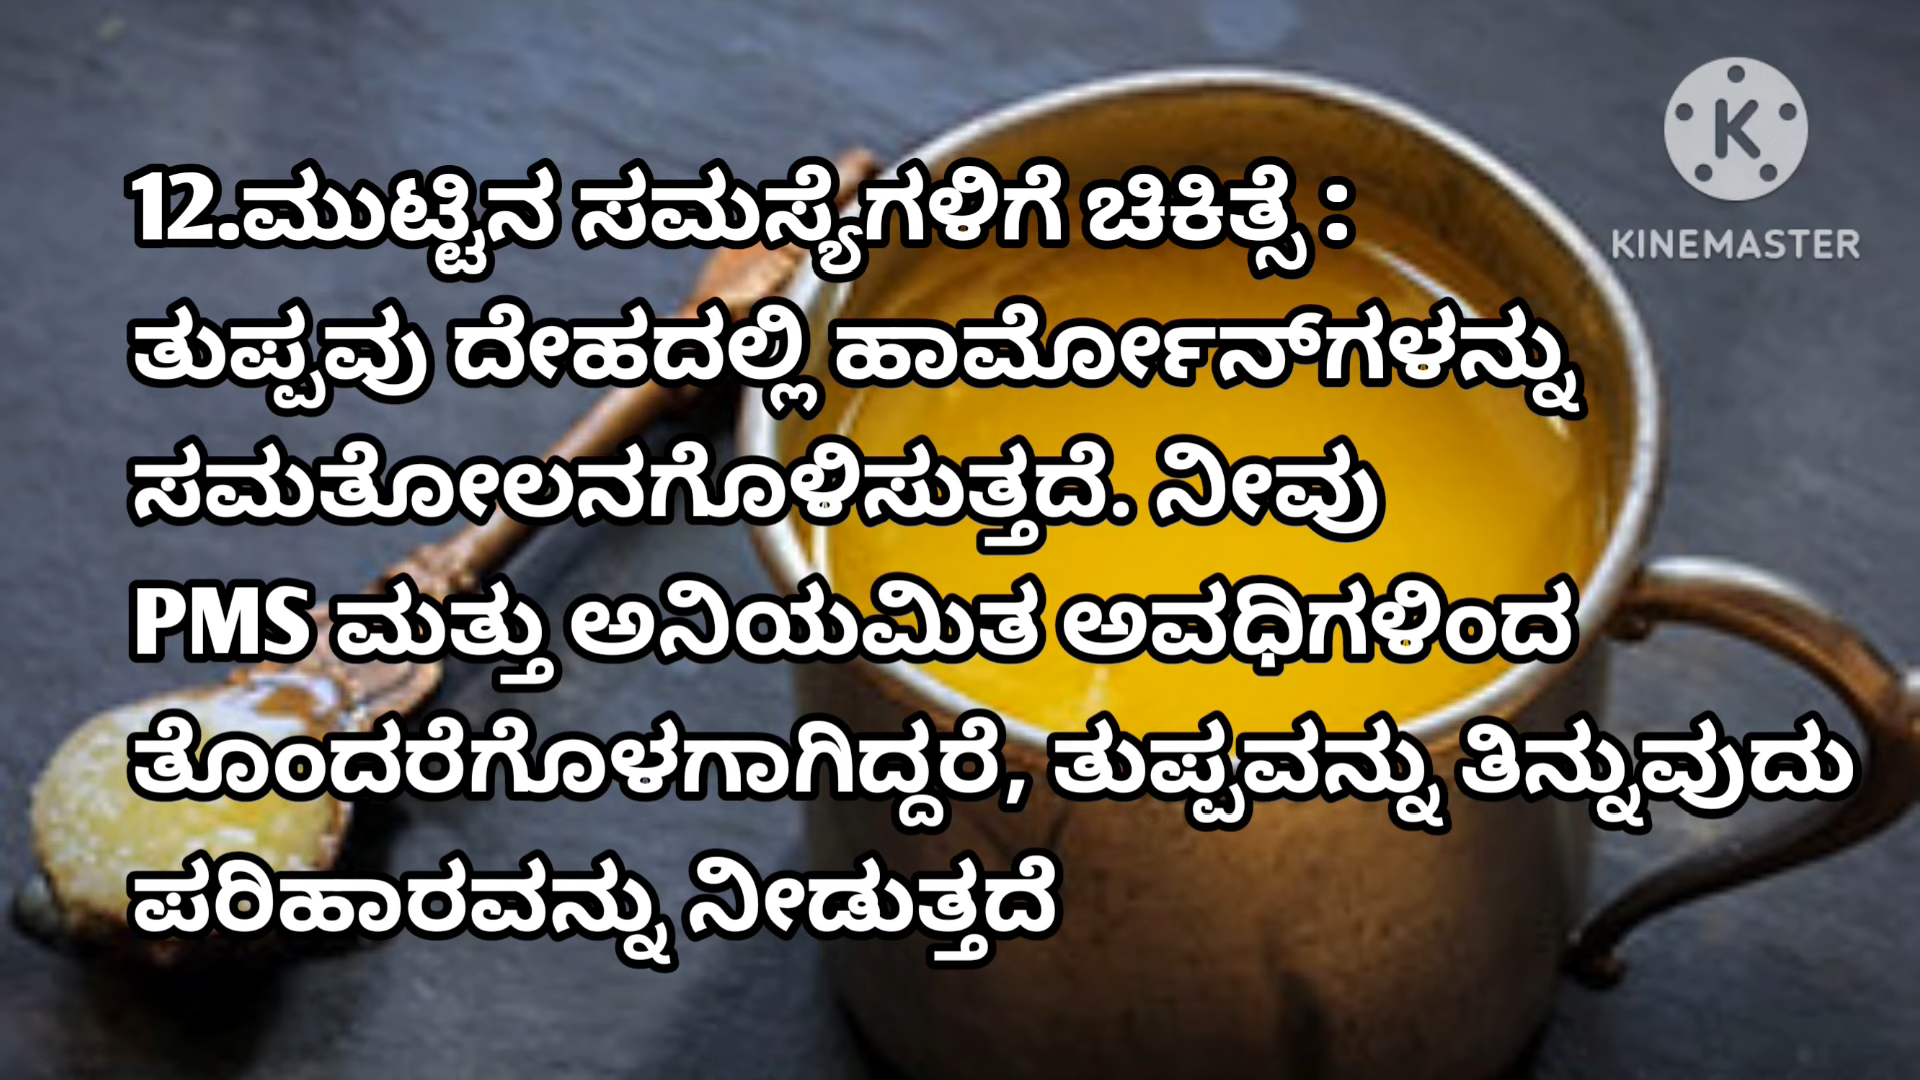 KINEMASTER
12.ಮುಟ್ಟಿನ ಸಮಸ್ಯೆಗಳಿಗೆ ಚಿಕಿತ್ಸೆ :
ತುಪ್ಪವು ದೇಹದಲ್ಲಿ ಹಾರ್ಮೋನ್‌ಗಳನ್ನು
ಸಮತೋಲನಗೊಳಿಸುತ್ತದೆ. ನೀವು
PMS ಮತ್ತು ಅನಿಯಮಿತ ಅವಧಿಗಳಿಂದ
ತೊಂದರೆಗೊಳಗಾಗಿದ್ದರೆ, ತುಪ್ಪವನ್ನು ತಿನ್ನುವುದು
ಪರಿಹಾರವನ್ನು ನೀಡುತ್ತದೆ